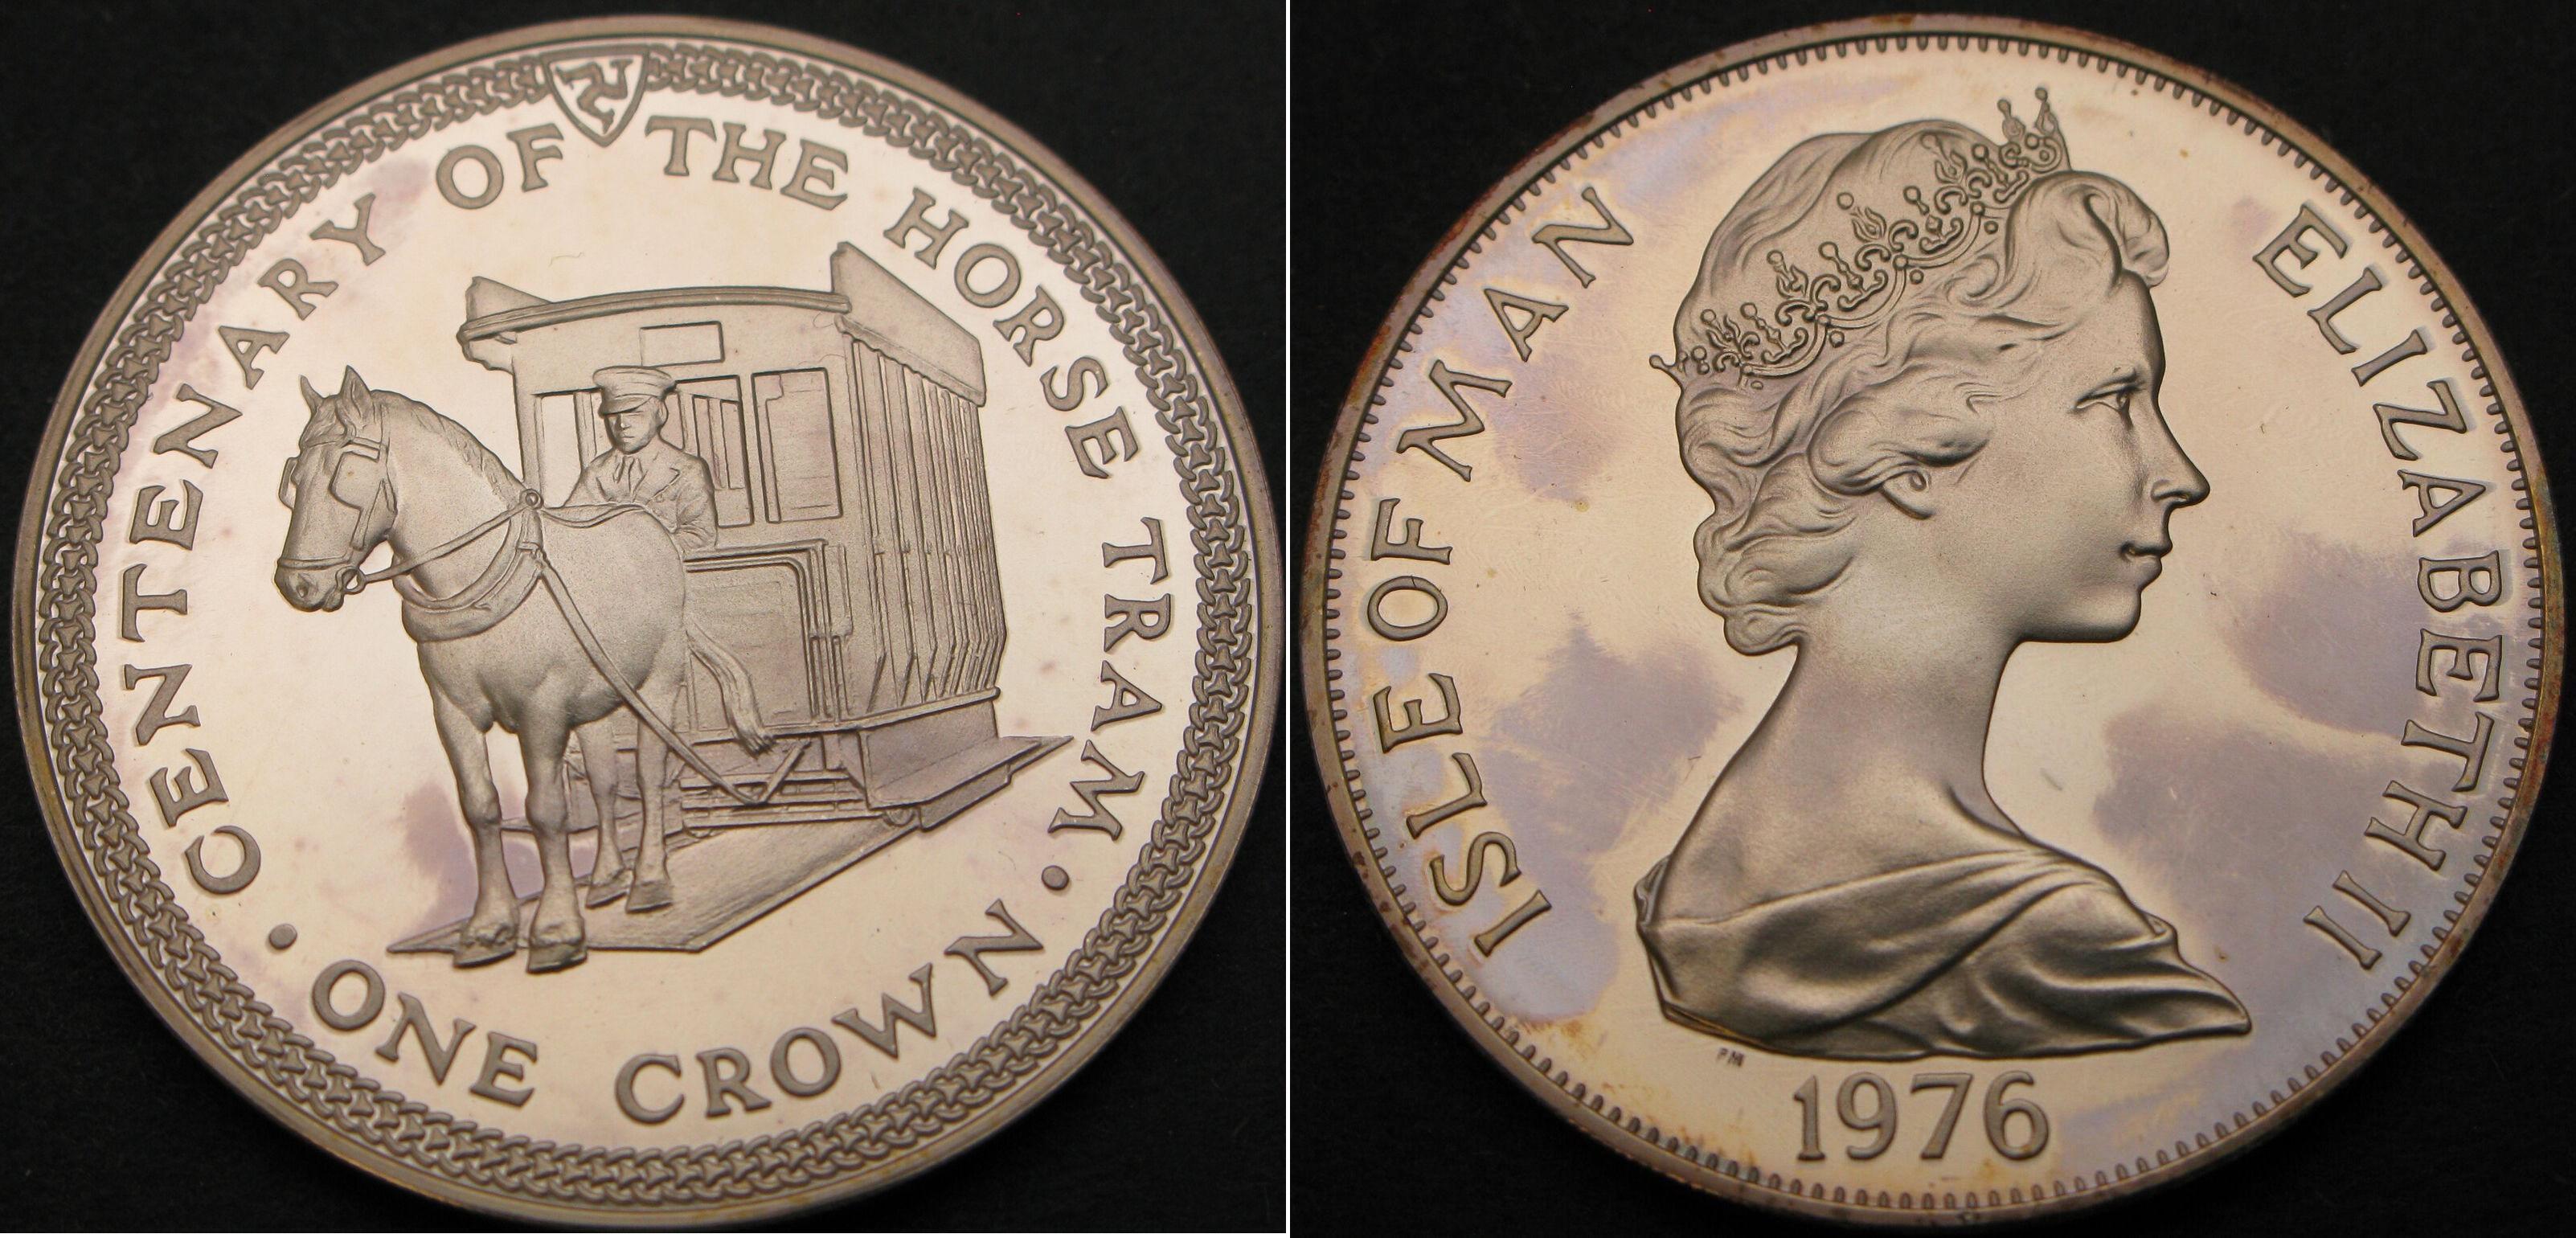 CENTENARY OF THE HORSE TRAM
· ONE CROWN ·
ISLE OF MAN
ELIZABETH II
PM
1976